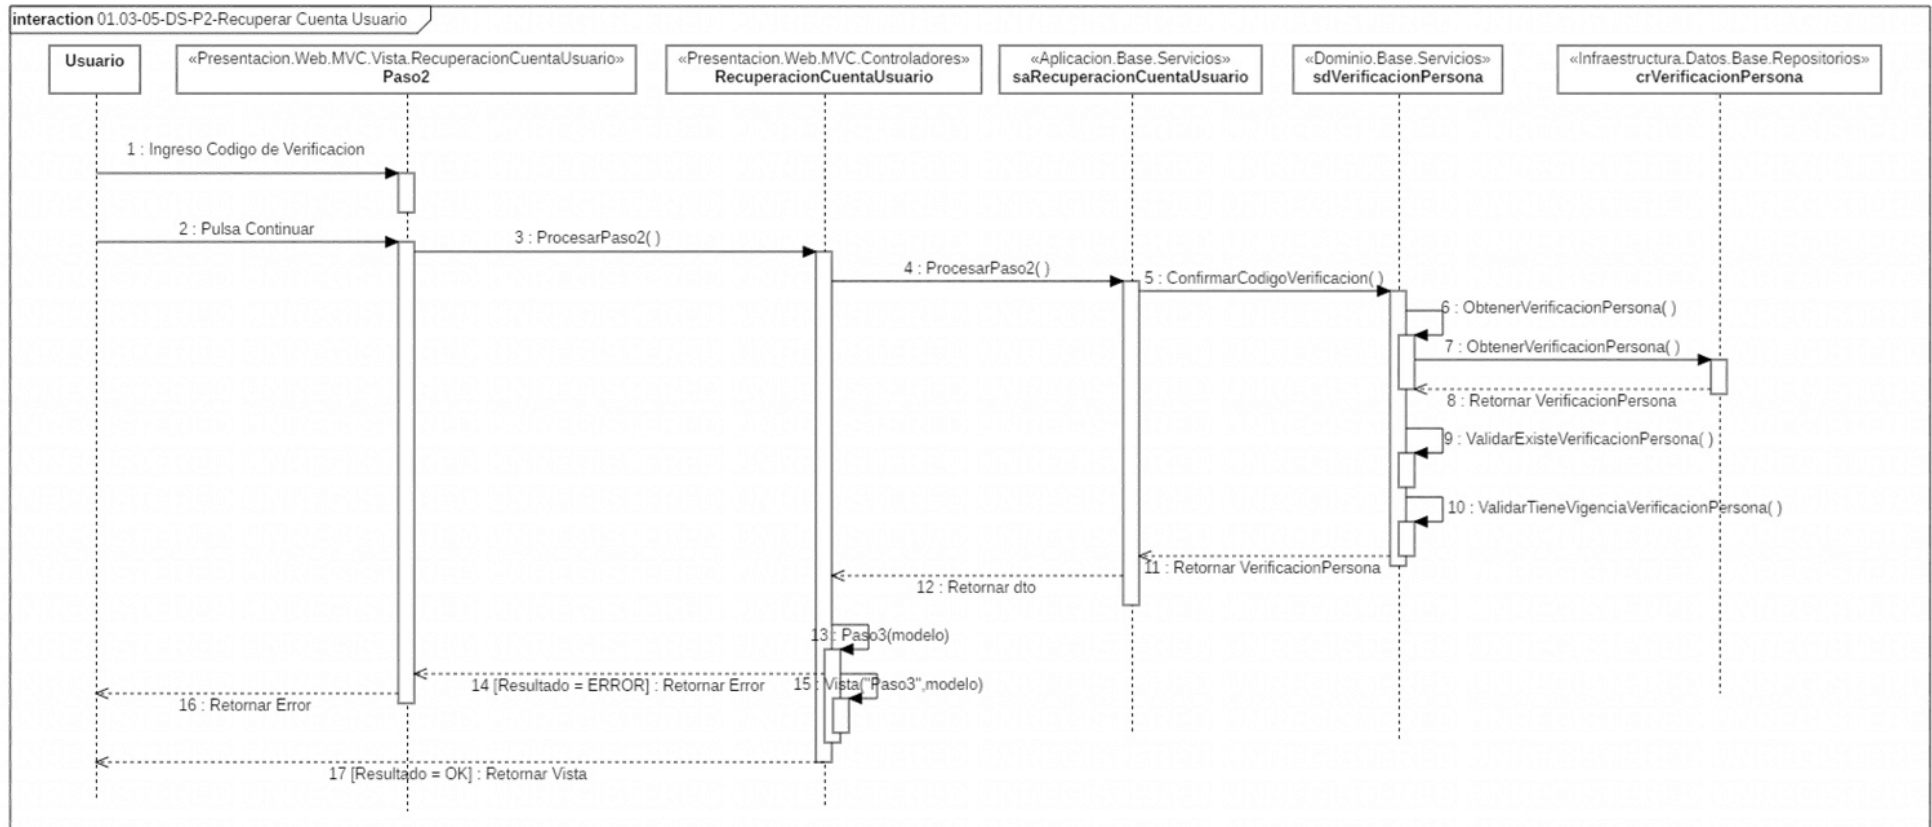 interaction 01.03-05-DS-P2-Recuperar Cuenta Usuario
Usuario
«Presentacion.Web.MVC.Vista.RecuperacionCuentaUsuario»
Paso2
«Presentacion.Web.MVC.Controladores»
RecuperacionCuentaUsuario
«Aplicacion.Base.Servicios»
saRecuperacionCuentaUsuario
«Dominio.Base.Servicios»
sdVerificacionPersona
«Infraestructura.Datos.Base.Repositorios»
crVerificacionPersona
1 : Ingreso Codigo de Verificacion
2 : Pulsa Continuar
3 : ProcesarPaso2( )
4 : ProcesarPaso2( )
5 : ConfirmarCodigoVerificacion( )
6 : ObtenerVerificacionPersona( )
7 : ObtenerVerificacionPersona( )
8 : Retornar VerificacionPersona
9 : ValidarExisteVerificacionPersona( )
10 : ValidarTieneVigenciaVerificacionPersona( )
11 : Retornar VerificacionPersona
12 : Retornar dto
13 : Paso3(modelo)
14 [Resultado = ERROR] : Retornar Error
15 : Vista("Paso3",modelo)
16 : Retornar Error
17 [Resultado = OK] : Retornar Vista